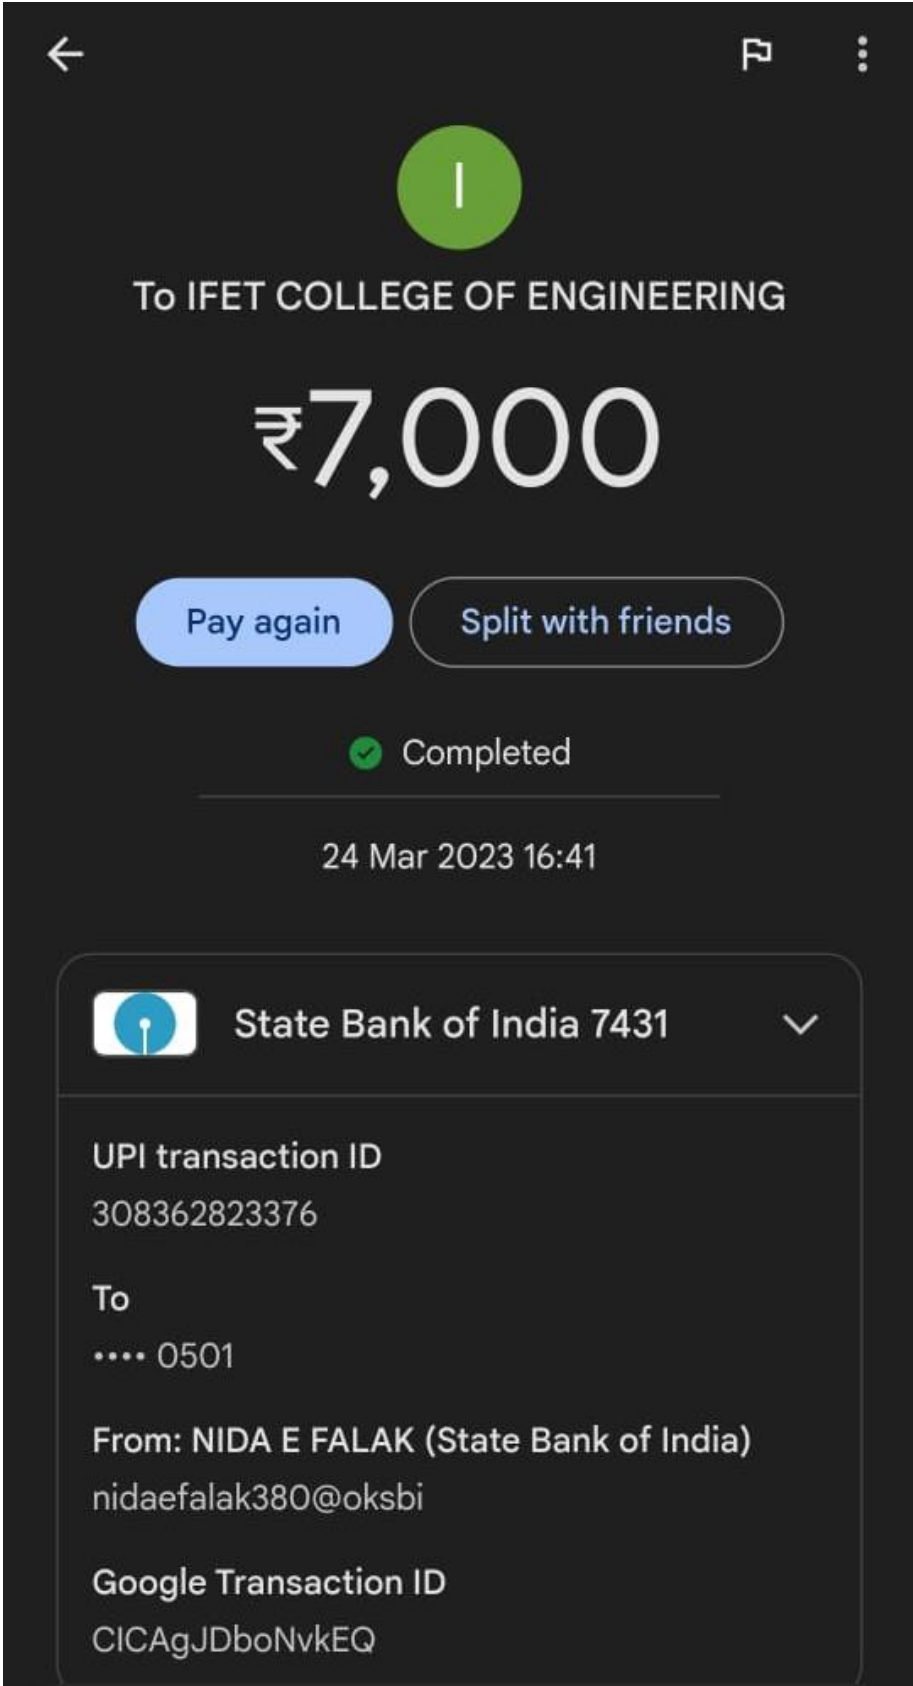 I
To IFET COLLEGE OF ENGINEERING
₹7,000
Pay again
Split with friends
Completed
24 Mar 2023 16:41
State Bank of India 7431
UPI transaction ID
308362823376
To
•••• 0501
From: NIDA E FALAK (State Bank of India)
nidaefalak380@oksbi
Google Transaction ID
CICAgJDboNvkEQ